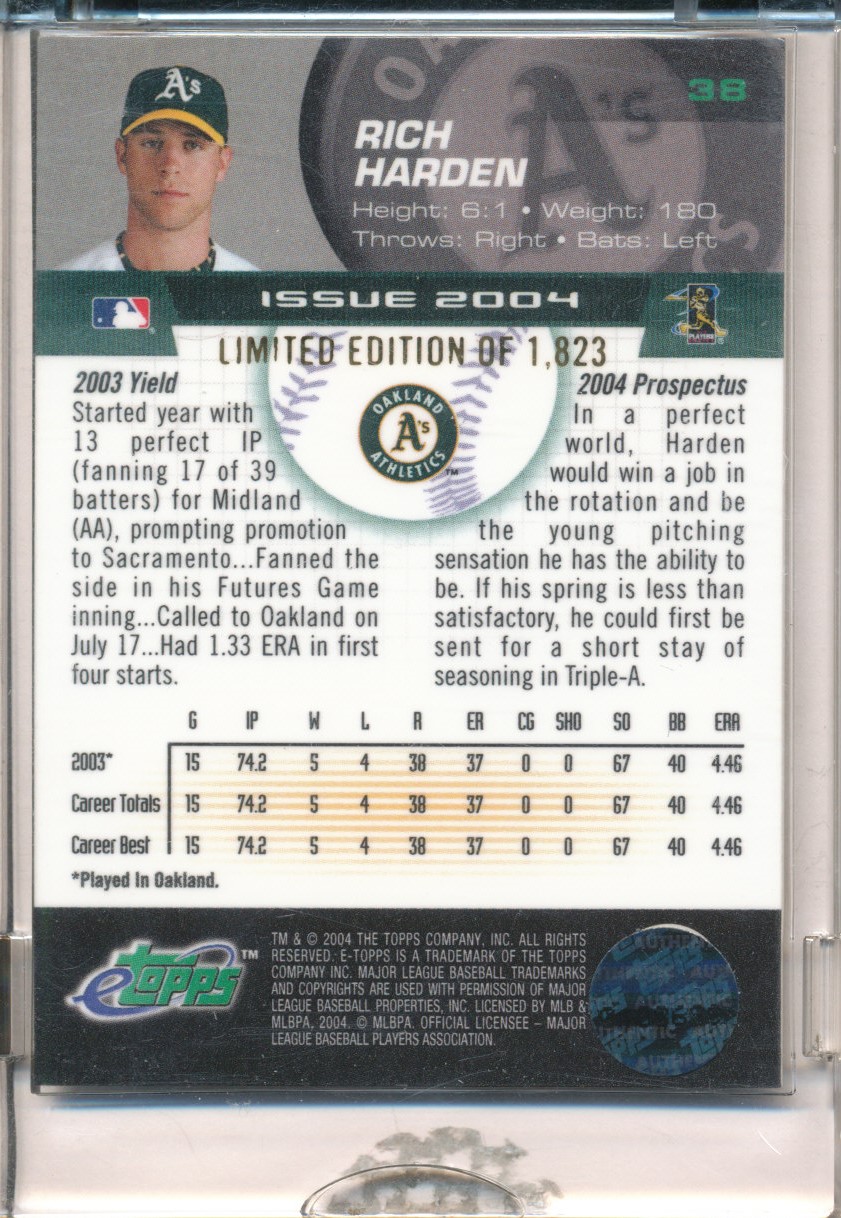 OAKLAND A's
38
A's
RICH
HARDEN
Height: 6:1 • Weight: 180
Throws: Right • Bats: Left
ISSUE 2004
PLAYERS
LIMITED EDITION OF 1,823
OAKLAND
A's
ATHLETICS™
2003 Yield
Started year with
13 perfect IP
(fanning 17 of 39
batters) for Midland
(AA), prompting promotion
to Sacramento...Fanned the
side in his Futures Game
inning...Called to Oakland on
July 17...Had 1.33 ERA in first
four starts.
2004 Prospectus
In a perfect
world, Harden
would win a job in
the rotation and be
the young pitching
sensation he has the ability to
be. If his spring is less than
satisfactory, he could first be
sent for a short stay of
seasoning in Triple-A.
G IP W L R ER CG SHO SO BB ERA
2003* 15 74.2 5 4 38 37 0 0 67 40 4.46
Career Totals 15 74.2 5 4 38 37 0 0 67 40 4.46
Career Best 15 74.2 5 4 38 37 0 0 67 40 4.46
*Played In Oakland.
etopps™
TM & © 2004 THE TOPPS COMPANY, INC. ALL RIGHTS
RESERVED. E-TOPPS IS A TRADEMARK OF THE TOPPS
COMPANY INC. MAJOR LEAGUE BASEBALL TRADEMARKS
AND COPYRIGHTS ARE USED WITH PERMISSION OF MAJOR
LEAGUE BASEBALL PROPERTIES, INC. LICENSED BY MLB &
MLBPA, 2004. © MLBPA. OFFICIAL LICENSEE – MAJOR
LEAGUE BASEBALL PLAYERS ASSOCIATION.